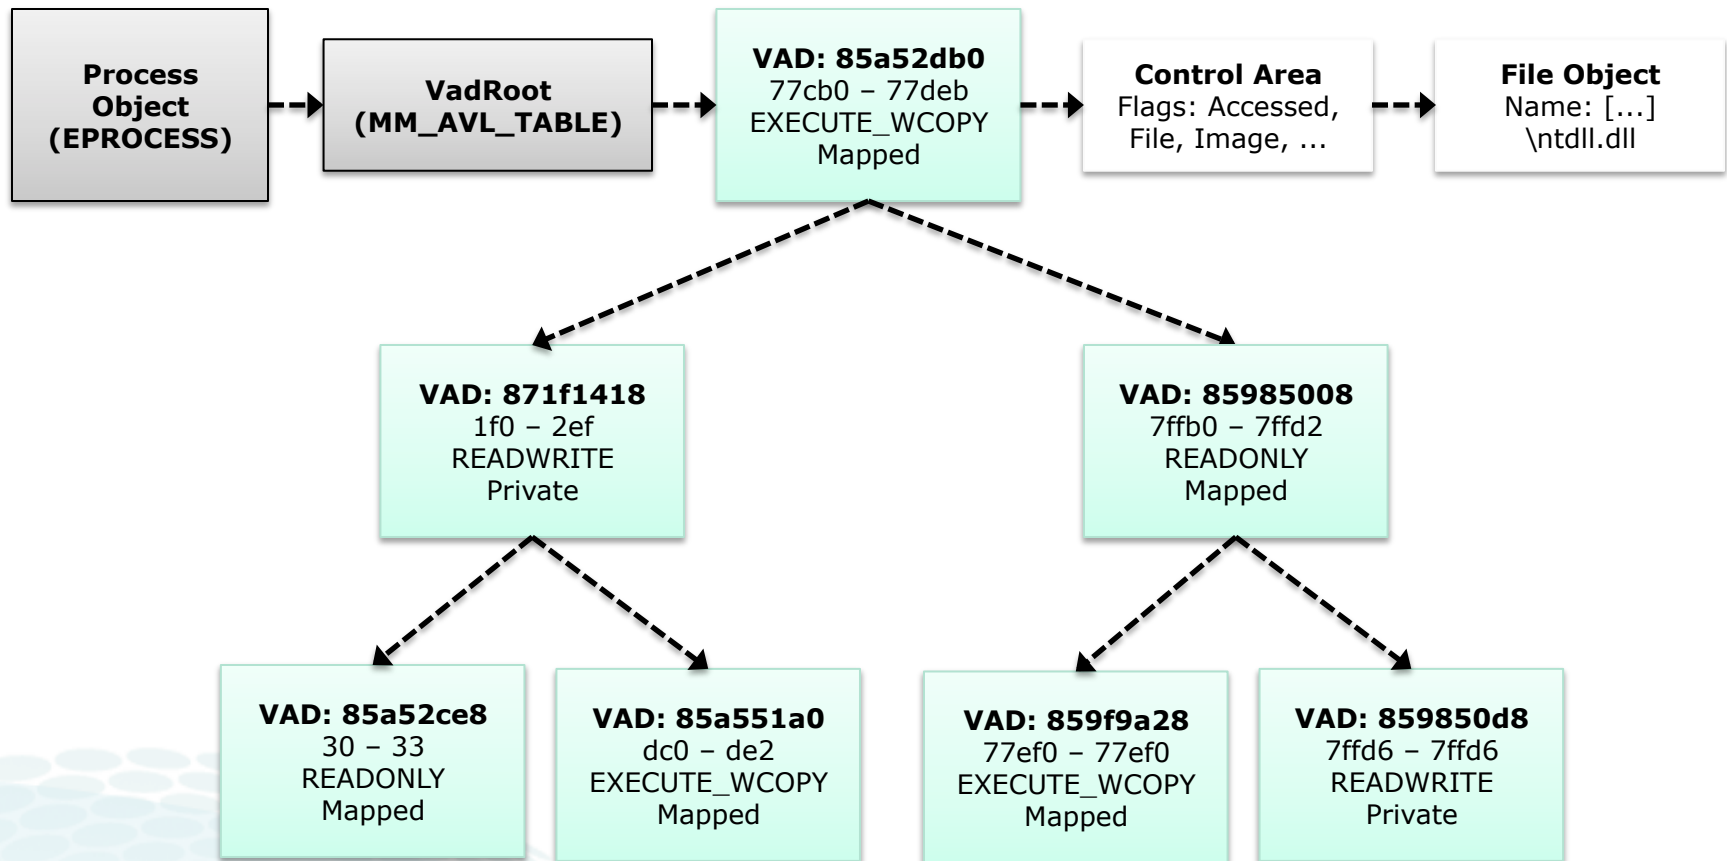 Process
Object
(EPROCESS)
VadRoot
(MM_AVL_TABLE)
VAD: 85a52db0
77cb0 – 77deb
EXECUTE_WCOPY
Mapped
Control Area
Flags: Accessed,
File, Image, ...
File Object
Name: [...]
\ntdll.dll
VAD: 871f1418
1f0 – 2ef
READWRITE
Private
VAD: 85985008
7ffb0 – 7ffd2
READONLY
Mapped
VAD: 85a52ce8
30 – 33
READONLY
Mapped
VAD: 85a551a0
dc0 – de2
EXECUTE_WCOPY
Mapped
VAD: 859f9a28
77ef0 – 77ef0
EXECUTE_WCOPY
Mapped
VAD: 859850d8
7ffd6 – 7ffd6
READWRITE
Private